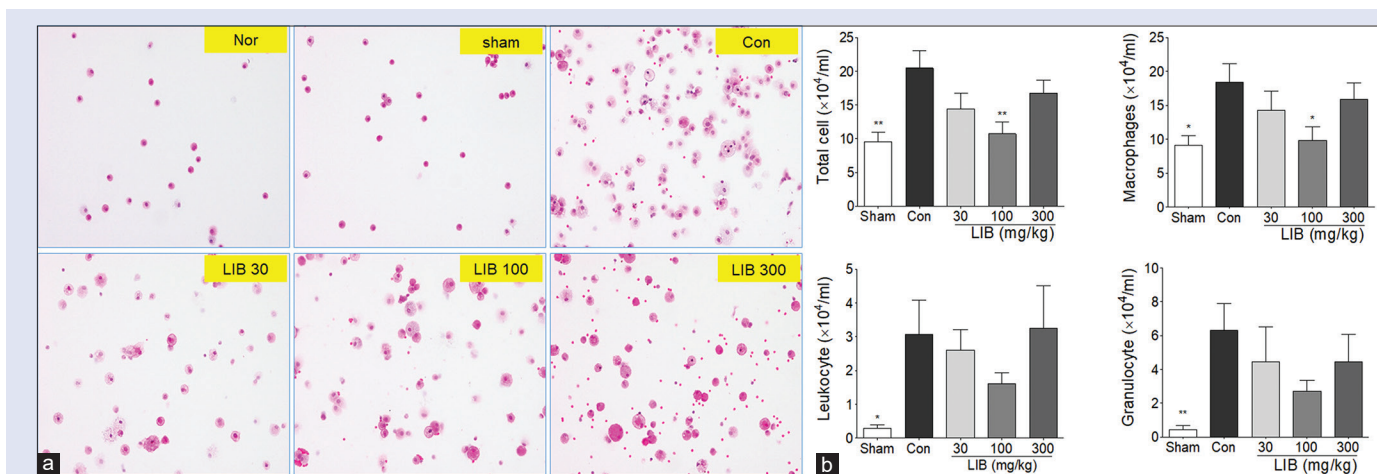 Nor
sham
Con
LIB 30
LIB 100
LIB 300
a
Total cell (×10⁴/ml)
25
20
15
10
5
0
**
**
Sham
Con
30
100
300
LIB (mg/kg)
Macrophages (×10⁴/ml)
25
20
15
10
5
0
*
*
Sham
Con
30
100
300
LIB (mg/kg)
Leukocyte (×10⁴/ml)
5
4
3
2
1
0
*
Sham
Con
30
100
300
LIB (mg/kg)
Granulocyte (×10⁴/ml)
10
8
6
4
2
0
**
Sham
Con
30
100
300
LIB (mg/kg)
b